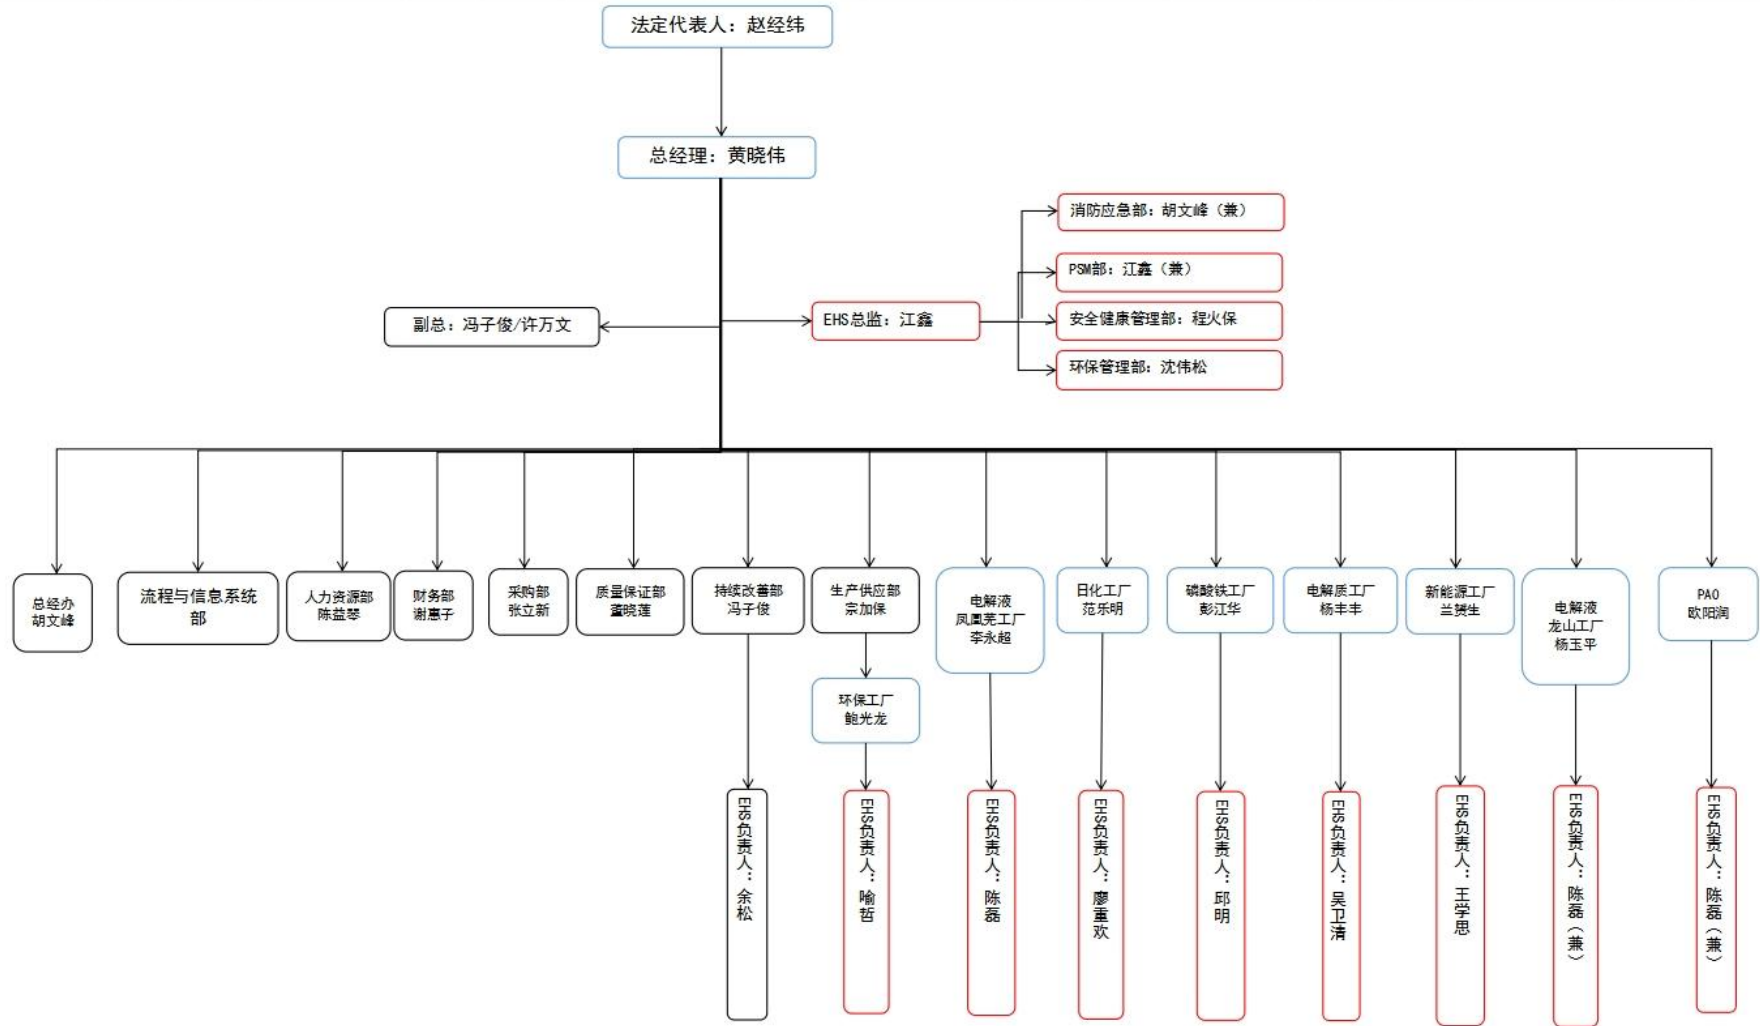 法定代表人：赵经纬
总经理：黄晓伟
消防应急部：胡文峰（兼）
PSM部：江鑫（兼）
副总：冯子俊/许万文
EHS总监：江鑫
安全健康管理部：程火保
环保管理部：沈伟松
总经办
胡文峰
流程与信息系统
部
人力资源部
陈益琴
财务部
谢惠子
采购部
张立新
质量保证部
董晓莲
持续改善部
冯子俊
生产供应部
宗加保
电解液
凤凰芜工厂
李永超
日化工厂
范乐明
磷酸铁工厂
彭江华
电解质工厂
杨丰丰
新能源工厂
兰赟生
电解液
龙山工厂
杨玉平
PAO
欧阳润
环保工厂
鲍光龙
EHS负责人：余松
EHS负责人：喻哲
EHS负责人：陈磊
EHS负责人：廖重欢
EHS负责人：邱明
EHS负责人：吴卫清
EHS负责人：王学思
EHS负责人：陈磊（兼）
EHS负责人：陈磊（兼）